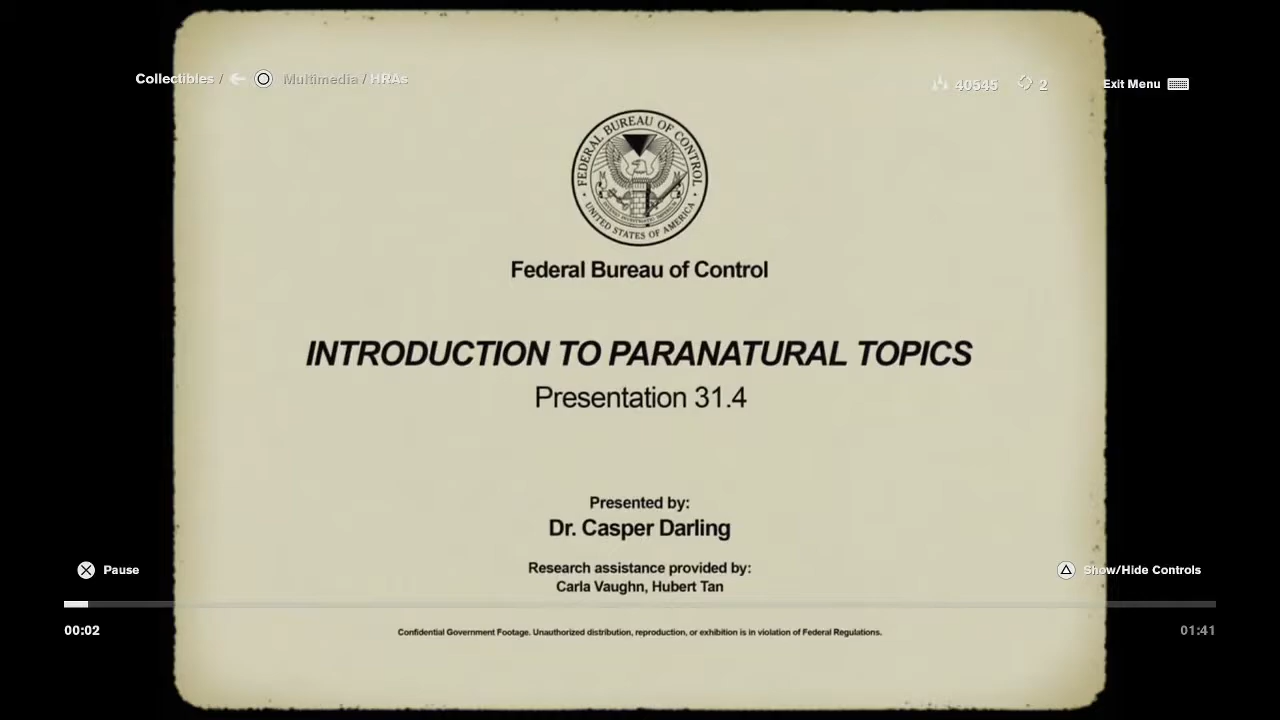 Collectibles / Multimedia / HRAs
40545 2 Exit Menu
FEDERAL BUREAU OF CONTROL
UNITED STATES OF AMERICA
Federal Bureau of Control
INTRODUCTION TO PARANATURAL TOPICS
Presentation 31.4
Presented by:
Dr. Casper Darling
Research assistance provided by:
Carla Vaughn, Hubert Tan
Pause
Show/Hide Controls
00:02
01:41
Confidential Government Footage. Unauthorized distribution, reproduction, or exhibition is in violation of Federal Regulations.